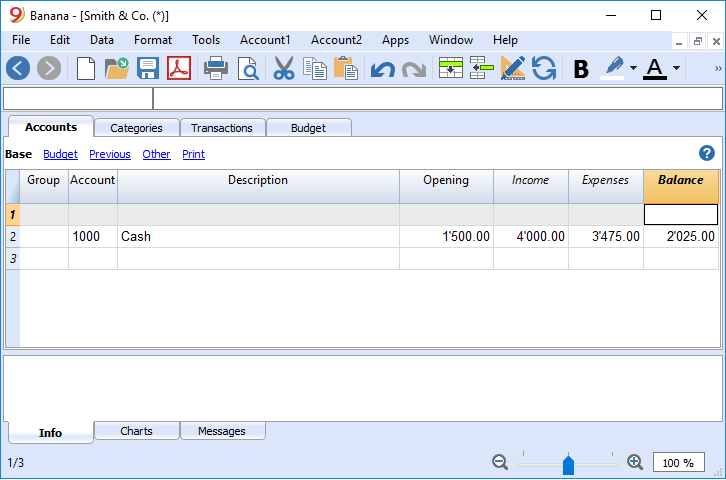 9 Banana - [Smith & Co. (*)]
File Edit Data Format Tools Account1 Account2 Apps Window Help
B A »
Accounts Categories Transactions Budget
Base Budget Previous Other Print ?
Group Account Description Opening Income Expenses Balance
1
2 1000 Cash 1'500.00 4'000.00 3'475.00 2'025.00
3
Info Charts Messages
1/3 100 %